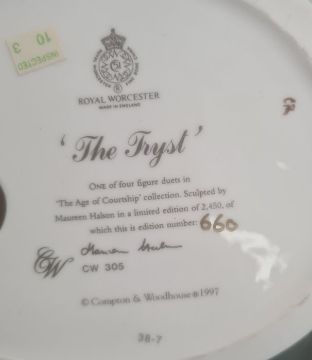 INSPECTED
10 3
ROYAL WORCESTER
MADE IN ENGLAND
'The Tryst'
ONE of four figure duets in
'The Age of Courtship' collection. Sculpted by
Maureen Halson in a limited edition of 2,450, of
which this is edition number: 660
CW
CW 305
© Compton & Woodhouse ® 1997
38-7